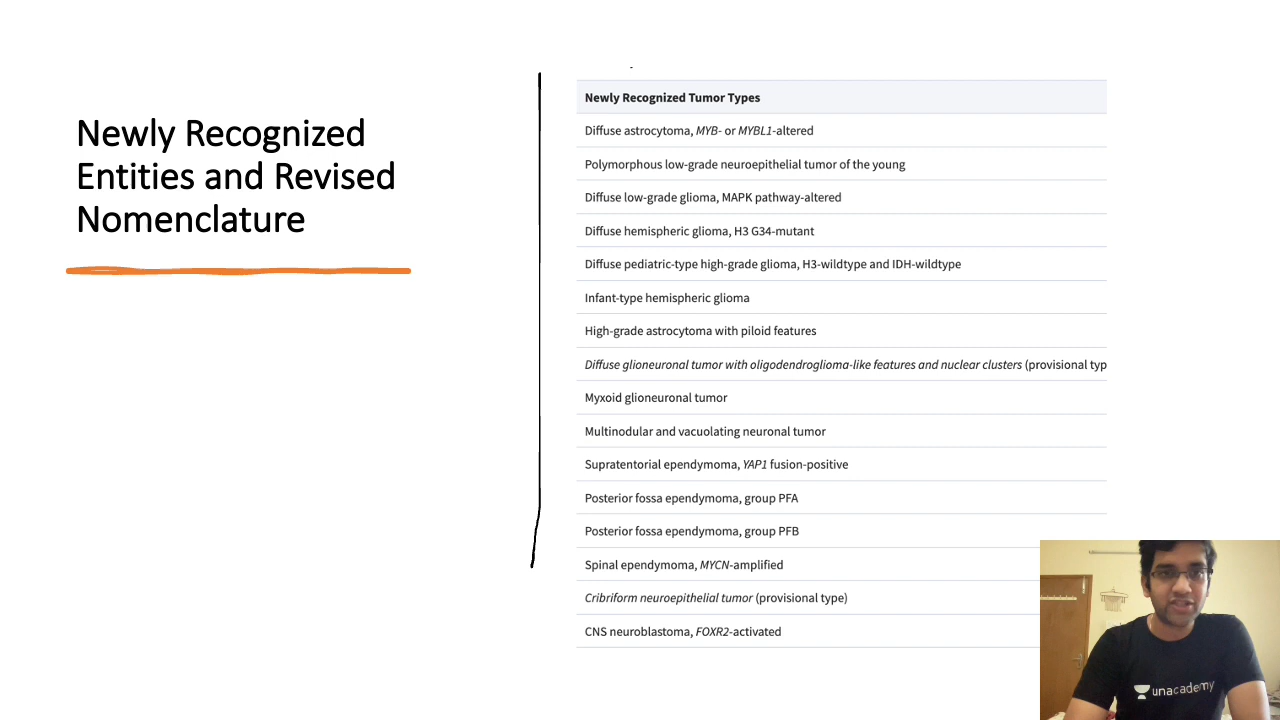 Newly Recognized
Entities and Revised
Nomenclature
Newly Recognized Tumor Types
Diffuse astrocytoma, MYB- or MYBL1-altered
Polymorphous low-grade neuroepithelial tumor of the young
Diffuse low-grade glioma, MAPK pathway-altered
Diffuse hemispheric glioma, H3 G34-mutant
Diffuse pediatric-type high-grade glioma, H3-wildtype and IDH-wildtype
Infant-type hemispheric glioma
High-grade astrocytoma with piloid features
Diffuse glioneuronal tumor with oligodendroglioma-like features and nuclear clusters (provisional typ
Myxoid glioneuronal tumor
Multinodular and vacuolating neuronal tumor
Supratentorial ependymoma, YAP1 fusion-positive
Posterior fossa ependymoma, group PFA
Posterior fossa ependymoma, group PFB
Spinal ependymoma, MYCN-amplified
Cribriform neuroepithelial tumor (provisional type)
CNS neuroblastoma, FOXR2-activated
unacademy